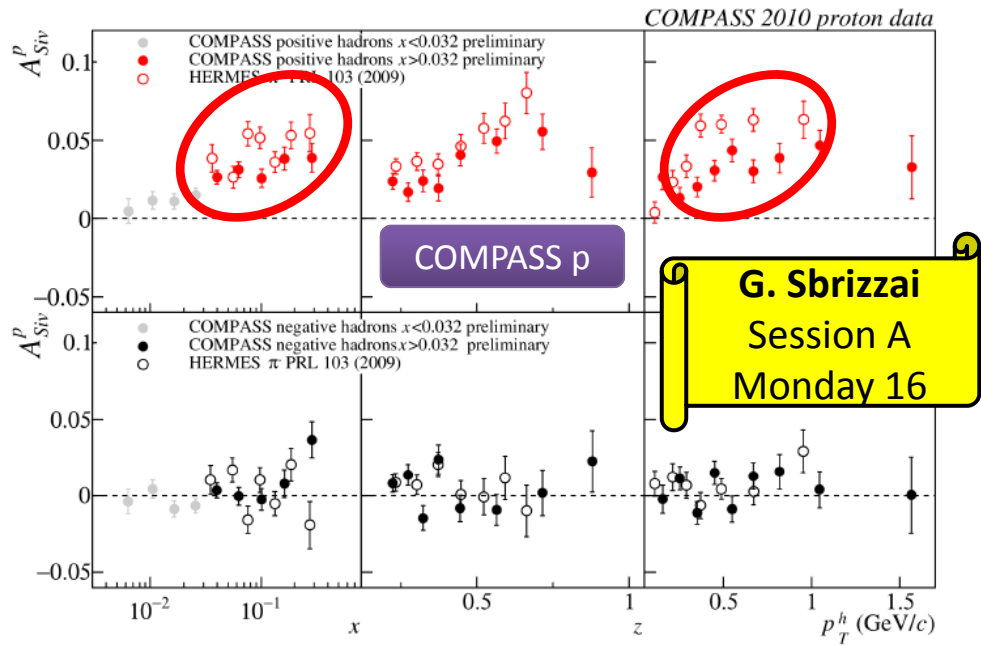 COMPASS 2010 proton data
A^p_Siv
0.1
0.05
0
−0.05
COMPASS positive hadrons x<0.032 preliminary
COMPASS positive hadrons x>0.032 preliminary
HERMES PRL 103 (2009)
COMPASS p
G. Sbrizzai
Session A
Monday 16
A^p_Siv
0.1
0.05
0
−0.05
COMPASS negative hadrons x<0.032 preliminary
COMPASS negative hadrons x>0.032 preliminary
HERMES π PRL 103 (2009)
10^-2 10^-1 0.5 1 0.5 1 1.5
x z p_T^h (GeV/c)